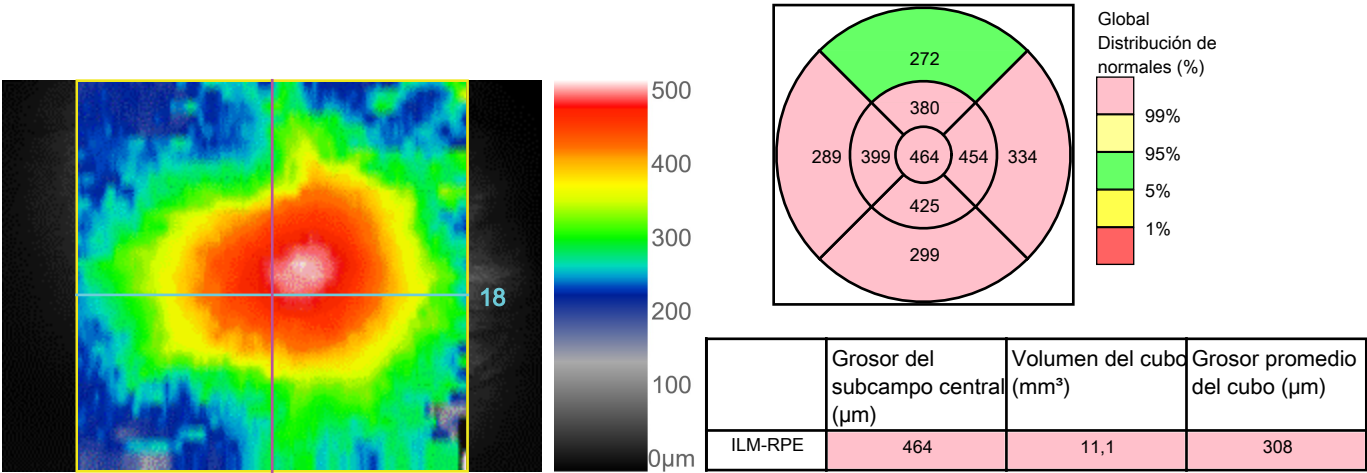 500
400
300
200
100
0µm
18
272
380
289 399 464 454 334
425
299
Global
Distribución de
normales (%)
99%
95%
5%
1%
Grosor del
subcampo central
(µm)
Volumen del cubo
(mm³)
Grosor promedio
del cubo (µm)
ILM-RPE 464 11,1 308